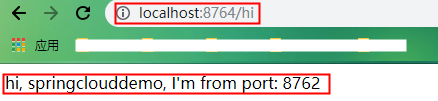 localhost:8764/hi
应用
hi, springclouddemo, I'm from port: 8762